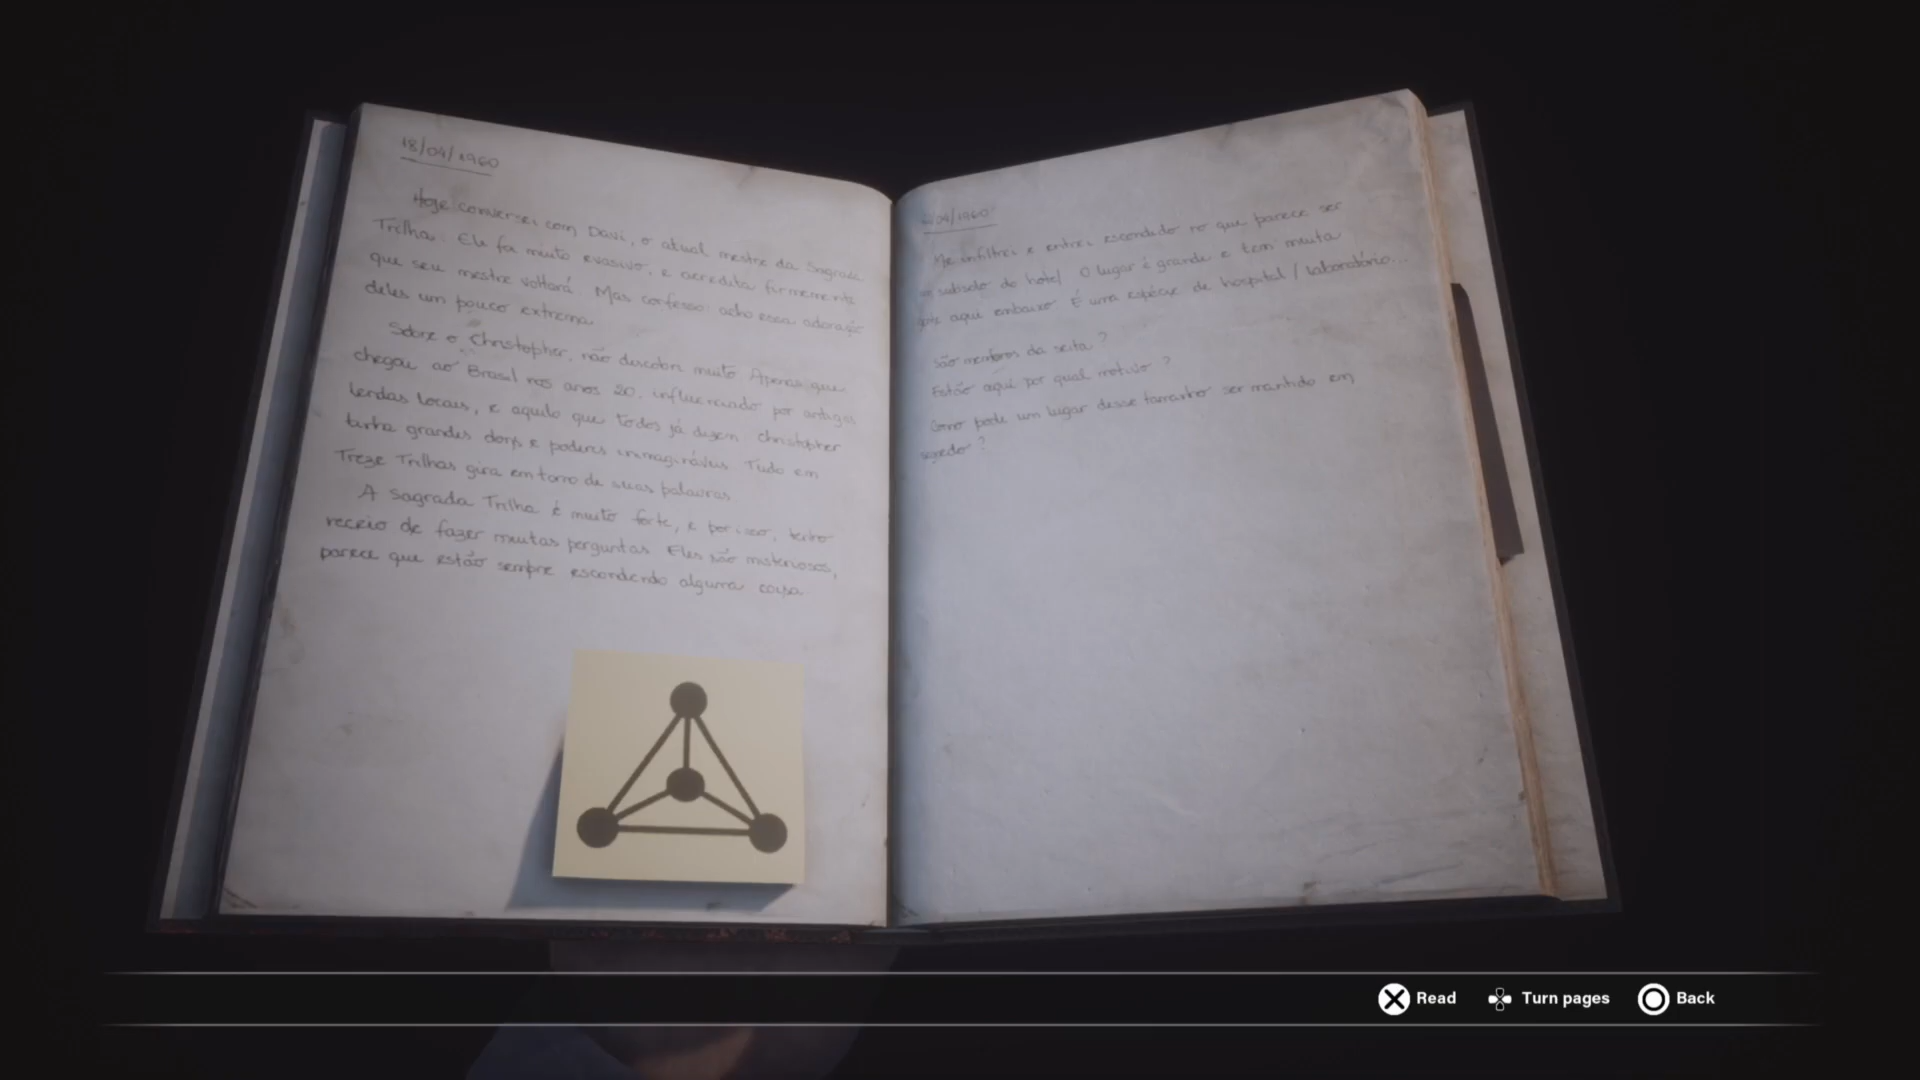 18/04/1960
Hoje conversei com Davi, o atual mestre da Sagrada
Trilha. Ele foi muito evasivo, e acredita firmemente
que seu mestre voltará. Mas confesso: acho essa adoração
deles um pouco extrema.
Sobre o Christopher, não descobri muito. Apenas que
chegou ao Brasil nos anos 20, influenciado por antigas
lendas locais, e aquilo que todos já dizem. Christopher
tinha grandes dons e poderes inimagináveis. Tudo em
Treze Trilhas gira em torno de suas palavras.
A Sagrada Trilha é muito forte, e por isso, tenho
receio de fazer muitas perguntas. Eles são misteriosos,
parece que estão sempre escondendo alguma coisa.
/04/1960
Me infiltrei e entrei escondido no que parece ser
subsolo do hotel. O lugar é grande e tem muita
gente aqui embaixo. É uma espécie de hospital / laboratório...
São membros da seita?
Estão aqui por qual motivo?
Como pode um lugar desse tamanho ser mantido em
segredo?
Read
Turn pages
Back